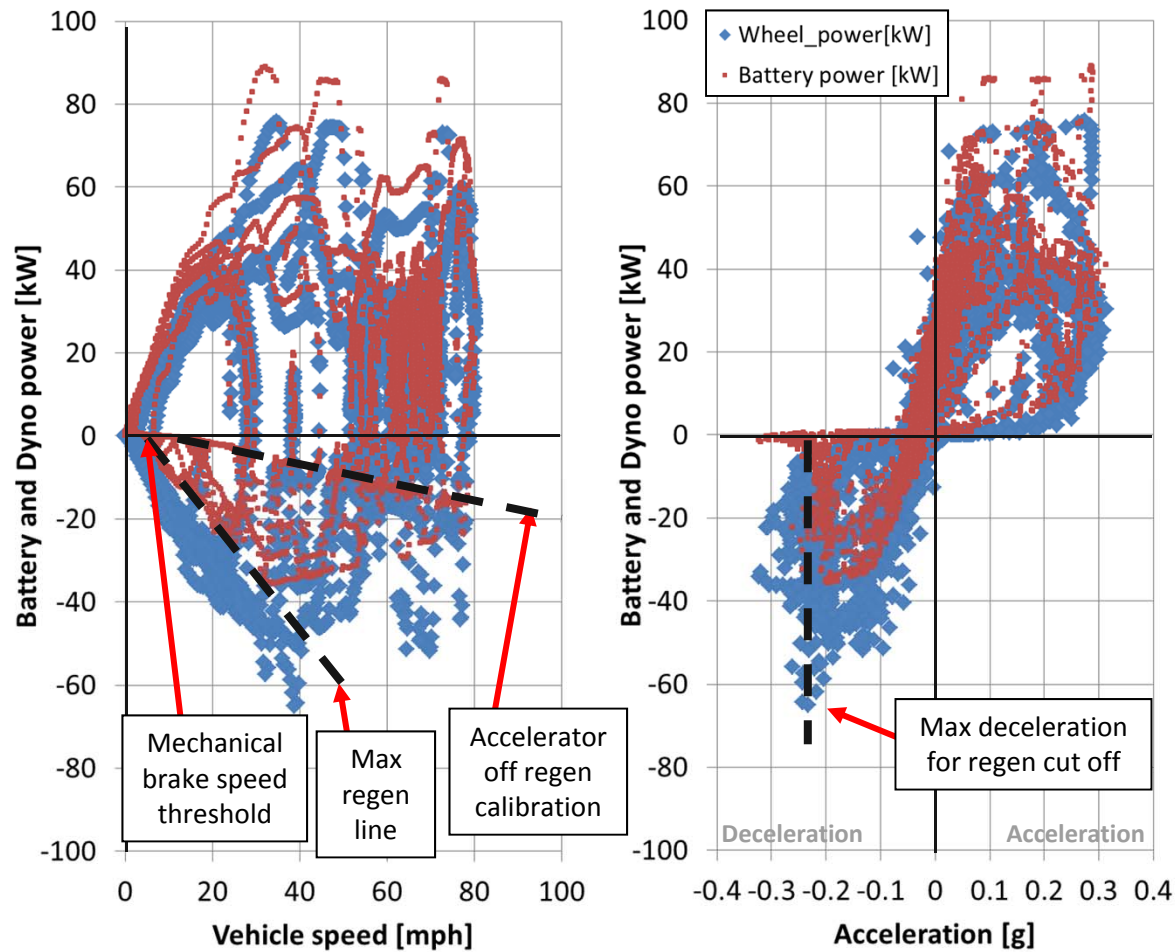 Battery and Dyno power [kW]
100
80
60
40
20
0
-20
-40
-60
-80
-100
Mechanical
brake speed
threshold
Max
regen
line
Accelerator
off regen
calibration
0
20
40
60
80
100
Vehicle speed [mph]
Battery and Dyno power [kW]
100
80
60
40
20
0
-20
-40
-60
-80
-100
Wheel_power[kW]
Battery power [kW]
Max deceleration
for regen cut off
Deceleration
Acceleration
-0.4
-0.3
-0.2
-0.1
0
0.1
0.2
0.3
0.4
Acceleration [g]